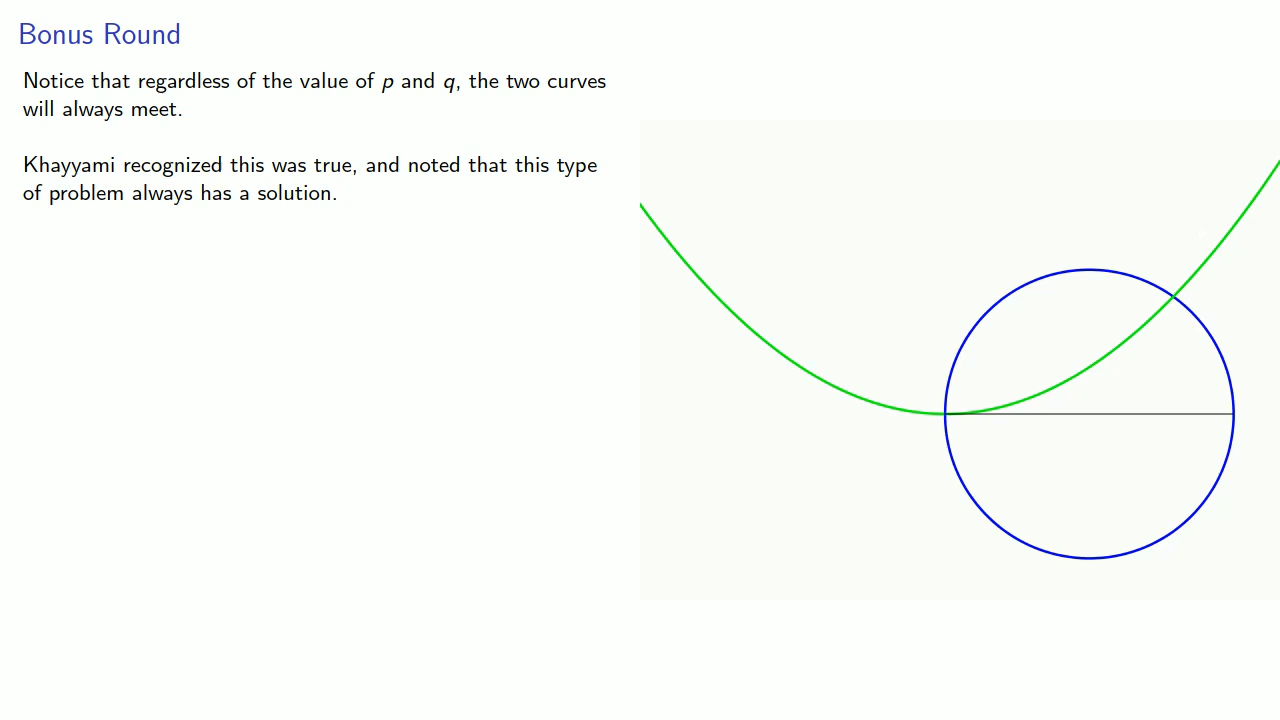 Bonus Round
Notice that regardless of the value of p and q, the two curves
will always meet.
Khayyami recognized this was true, and noted that this type
of problem always has a solution.